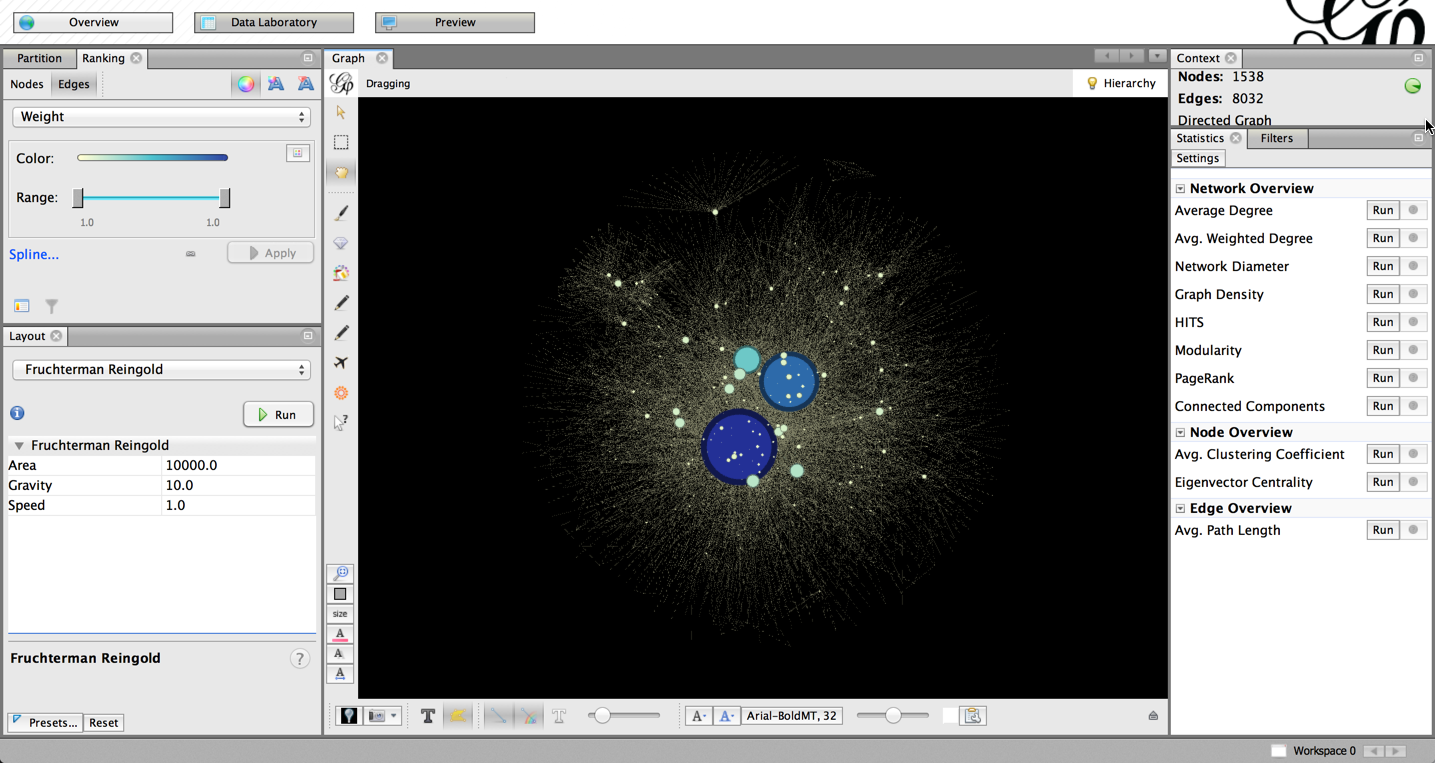 Overview
Data Laboratory
Preview
Partition
Ranking
Nodes
Edges
Weight
Color:
Range:
1.0
1.0
Spline...
Apply
Layout
Fruchterman Reingold
Run
Fruchterman Reingold
Area
10000.0
Gravity
10.0
Speed
1.0
Fruchterman Reingold
?
Presets...
Reset
Graph
Dragging
Hierarchy
size
A
A
A
T
T
A
A
Arial-BoldMT, 32
Context
Nodes: 1538
Edges: 8032
Directed Graph
Statistics
Filters
Settings
Network Overview
Average Degree
Run
Avg. Weighted Degree
Run
Network Diameter
Run
Graph Density
Run
HITS
Run
Modularity
Run
PageRank
Run
Connected Components
Run
Node Overview
Avg. Clustering Coefficient
Run
Eigenvector Centrality
Run
Edge Overview
Avg. Path Length
Run
Workspace 0